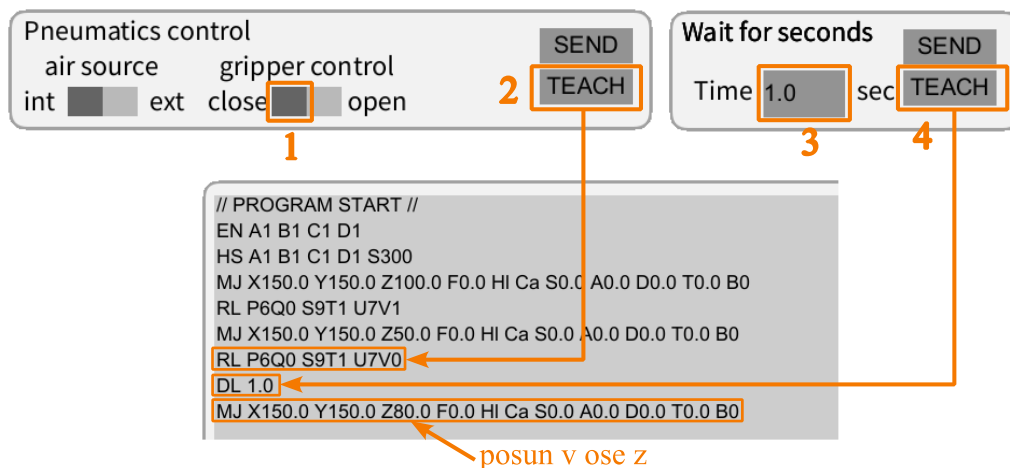 Pneumatics control
air source gripper control
int ext close open
SEND
TEACH
2
1
Wait for seconds
Time 1.0 sec
SEND
TEACH
3
4
// PROGRAM START //
EN A1 B1 C1 D1
HS A1 B1 C1 D1 S300
MJ X150.0 Y150.0 Z100.0 F0.0 HI Ca S0.0 A0.0 D0.0 T0.0 B0
RL P6Q0 S9T1 U7V1
MJ X150.0 Y150.0 Z50.0 F0.0 HI Ca S0.0 A0.0 D0.0 T0.0 B0
RL P6Q0 S9T1 U7V0
DL 1.0
MJ X150.0 Y150.0 Z80.0 F0.0 HI Ca S0.0 A0.0 D0.0 T0.0 B0
posun v ose z